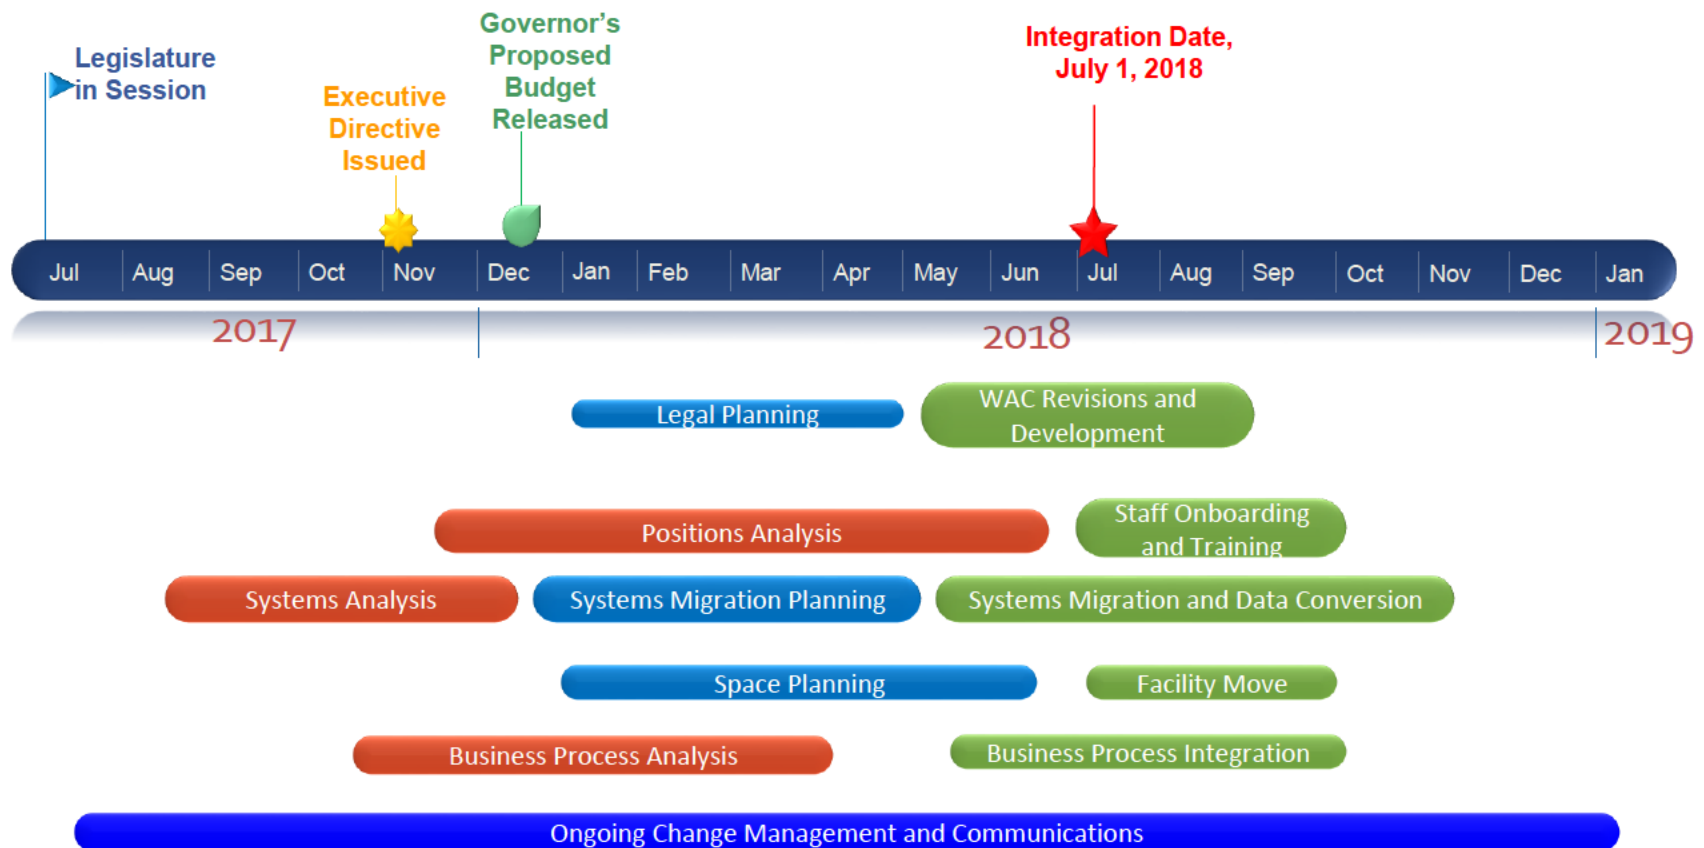 Legislature
in Session
Executive
Directive
Issued
Governor's
Proposed
Budget
Released
Integration Date,
July 1, 2018
Jul Aug Sep Oct Nov Dec Jan Feb Mar Apr May Jun Jul Aug Sep Oct Nov Dec Jan
2017 2018 2019
Legal Planning
WAC Revisions and
Development
Positions Analysis
Staff Onboarding
and Training
Systems Analysis
Systems Migration Planning
Systems Migration and Data Conversion
Space Planning
Facility Move
Business Process Analysis
Business Process Integration
Ongoing Change Management and Communications